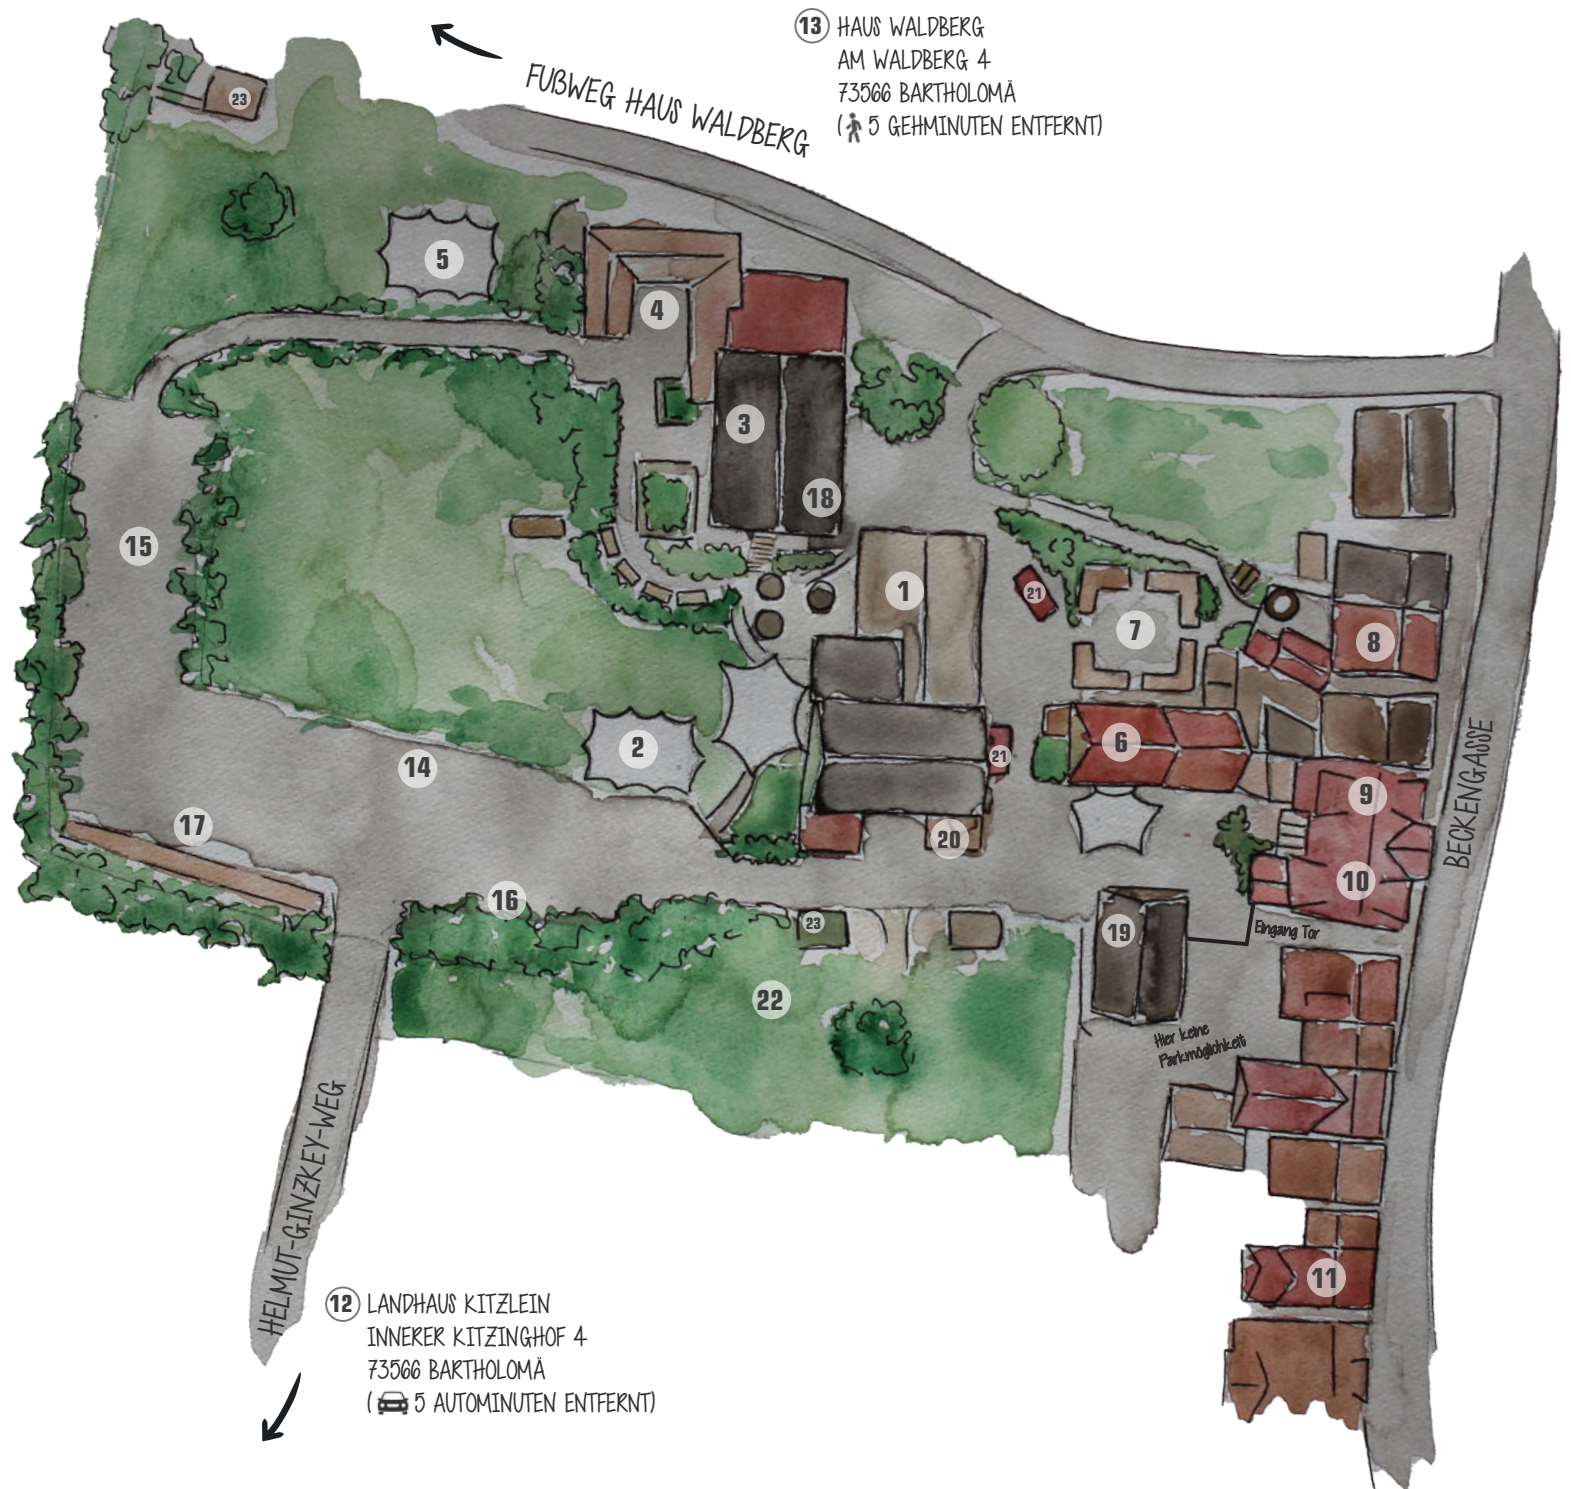 13 HAUS WALDBERG
AM WALDBERG 4
73566 BARTHOLOMÄ
( 5 GEHMINUTEN ENTFERNT)
FUßWEG HAUS WALDBERG
23
5
4
3
18
15
1
21
7
8
2
14
6
21
9
17
20
10
16
23
19
Eingang Tor
22
Hier keine
Parkmöglichkeit
BECKENGASSE
HELMUT-GINZKEY-WEG
11
12 LANDHAUS KITZLEIN
INNERER KITZINGHOF 4
73566 BARTHOLOMÄ
( 5 AUTOMINUTEN ENTFERNT)